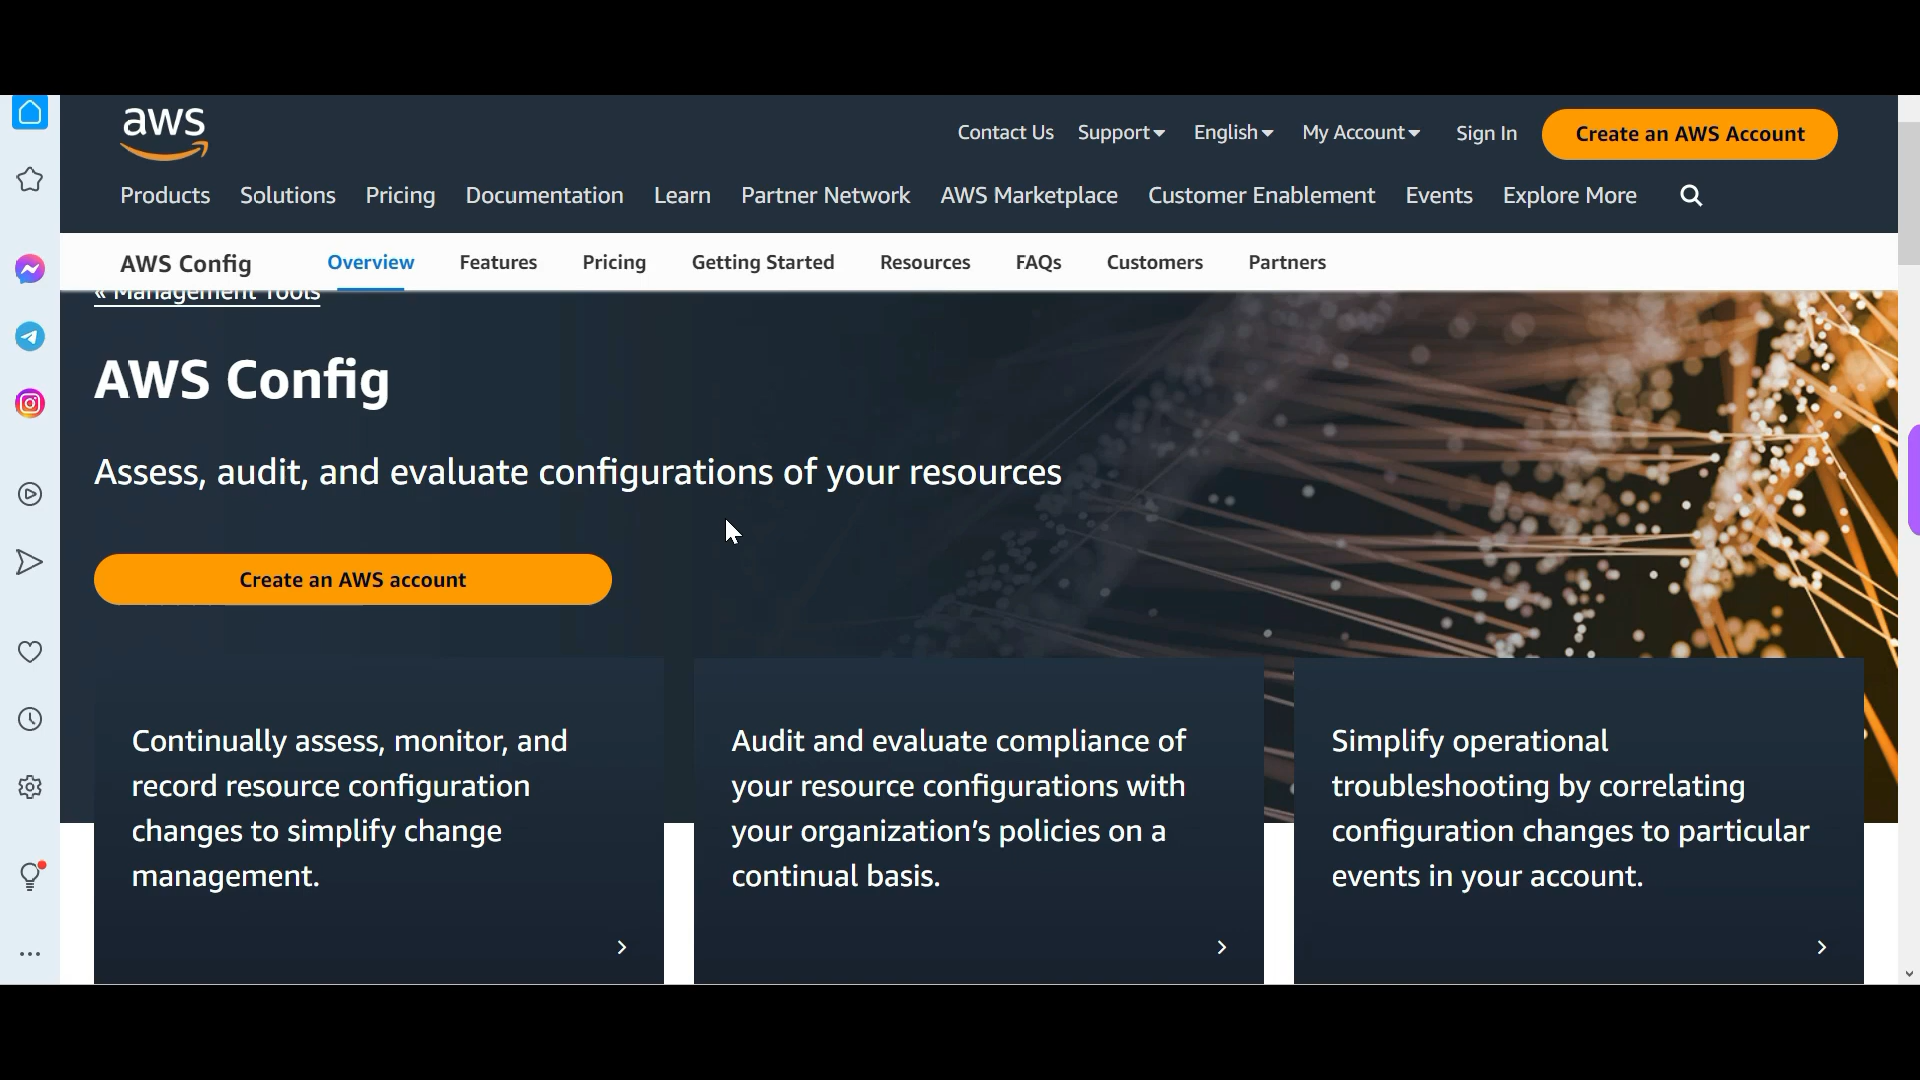 aws
Contact Us Support English My Account Sign In Create an AWS Account
Products Solutions Pricing Documentation Learn Partner Network AWS Marketplace Customer Enablement Events Explore More
AWS Config Overview Features Pricing Getting Started Resources FAQs Customers Partners
« Management Tools
AWS Config
Assess, audit, and evaluate configurations of your resources
Create an AWS account
Continually assess, monitor, and
record resource configuration
changes to simplify change
management.
Audit and evaluate compliance of
your resource configurations with
your organization’s policies on a
continual basis.
Simplify operational
troubleshooting by correlating
configuration changes to particular
events in your account.